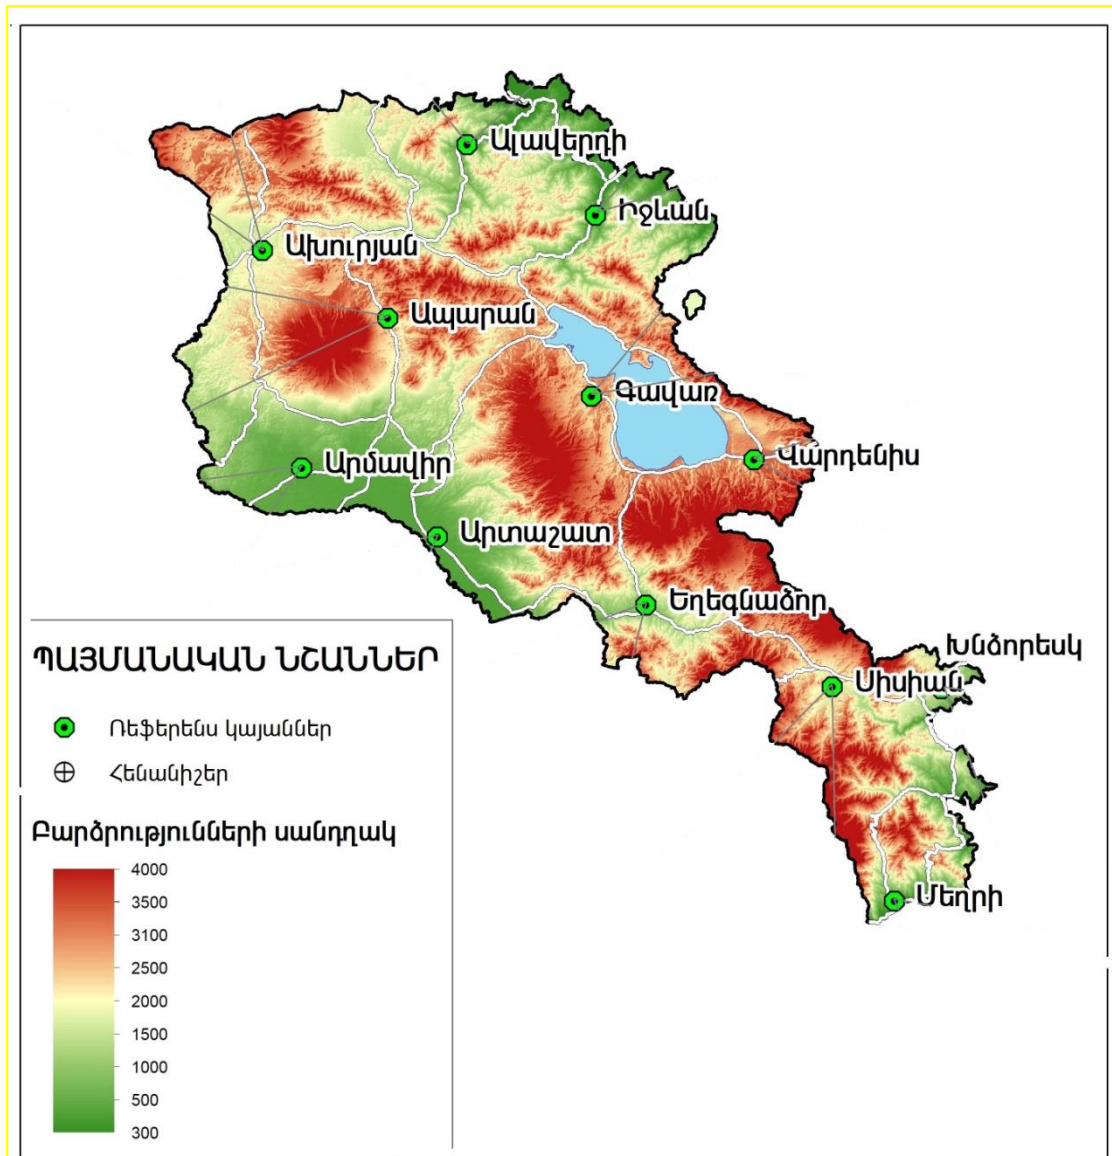 Ալավերդի
Իջևան
Ախուրյան
Ապարան
Գավառ
Վարդենիս
Արմավիր
Արտաշատ
Եղեգնաձոր
Խնձորեսկ
Սիսիան
Մեղրի
ՊԱՅՄԱՆԱԿԱՆ ՆՇԱՆՆԵՐ
Ռեֆերենս կայաններ
Հենանիշեր
Բարձրությունների սանդղակ
4000
3500
3100
2500
2000
1500
1000
500
300